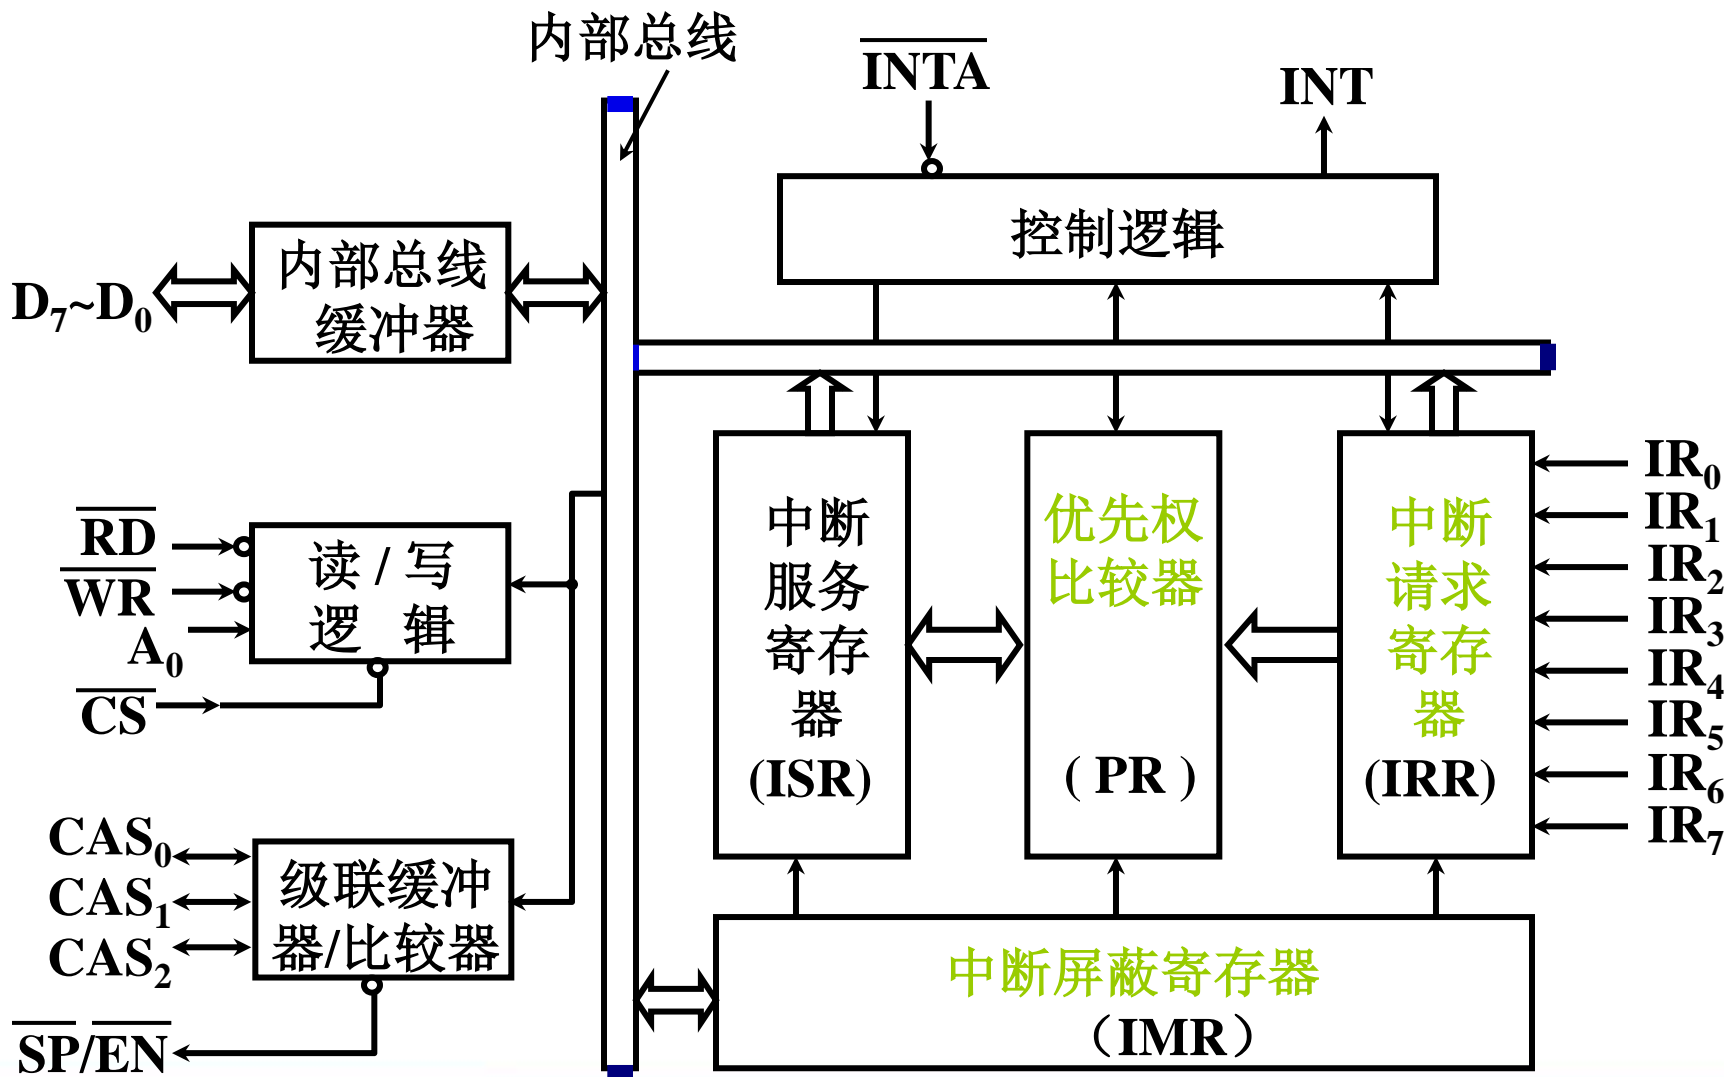 内部总线
INTA
INT
控制逻辑
内部总线
缓冲器
D7~D0
RD
WR
A0
CS
读 / 写
逻 辑
CAS0
CAS1
CAS2
级联缓冲
器/比较器
SP/EN
中断
服务
寄存
器
(ISR)
优先权
比较器
( PR )
中断
请求
寄存
器
(IRR)
IR0
IR1
IR2
IR3
IR4
IR5
IR6
IR7
中断屏蔽寄存器
（IMR）